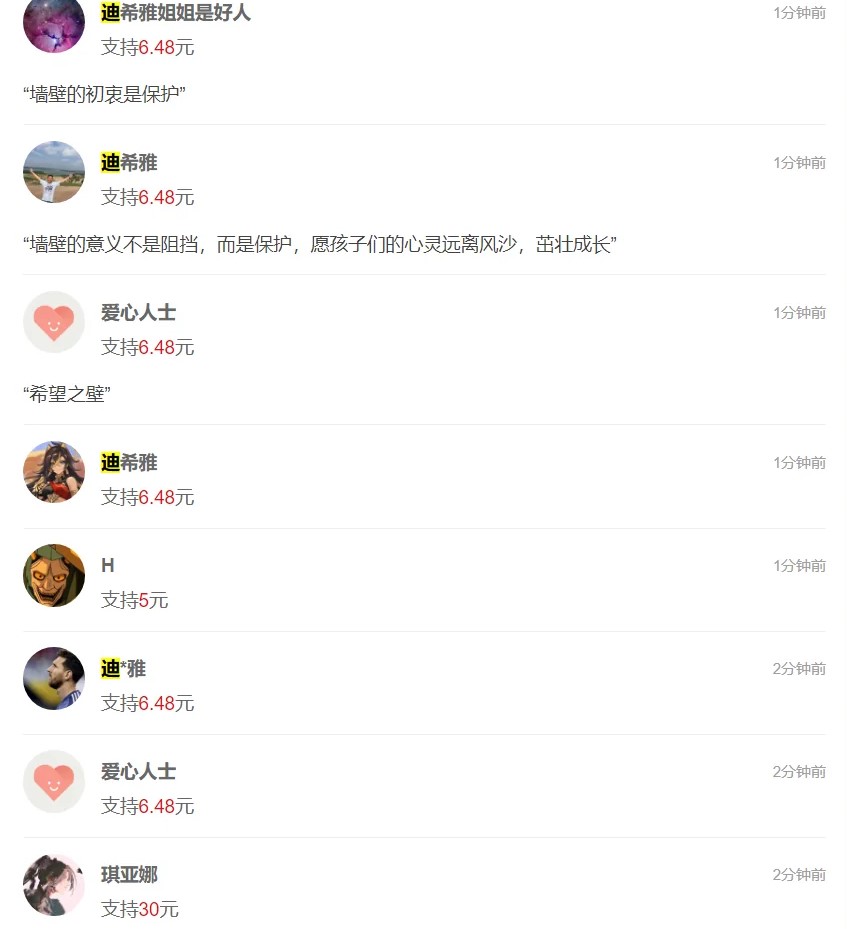 迪希雅姐姐是好人 1分钟前
支持6.48元
“墙壁的初衷是保护”
迪希雅 1分钟前
支持6.48元
“墙壁的意义不是阻挡，而是保护，愿孩子们的心灵远离风沙，茁壮成长”
爱心人士 1分钟前
支持6.48元
“希望之壁”
迪希雅 1分钟前
支持6.48元
H 1分钟前
支持5元
迪*雅 2分钟前
支持6.48元
爱心人士 2分钟前
支持6.48元
琪亚娜 2分钟前
支持30元